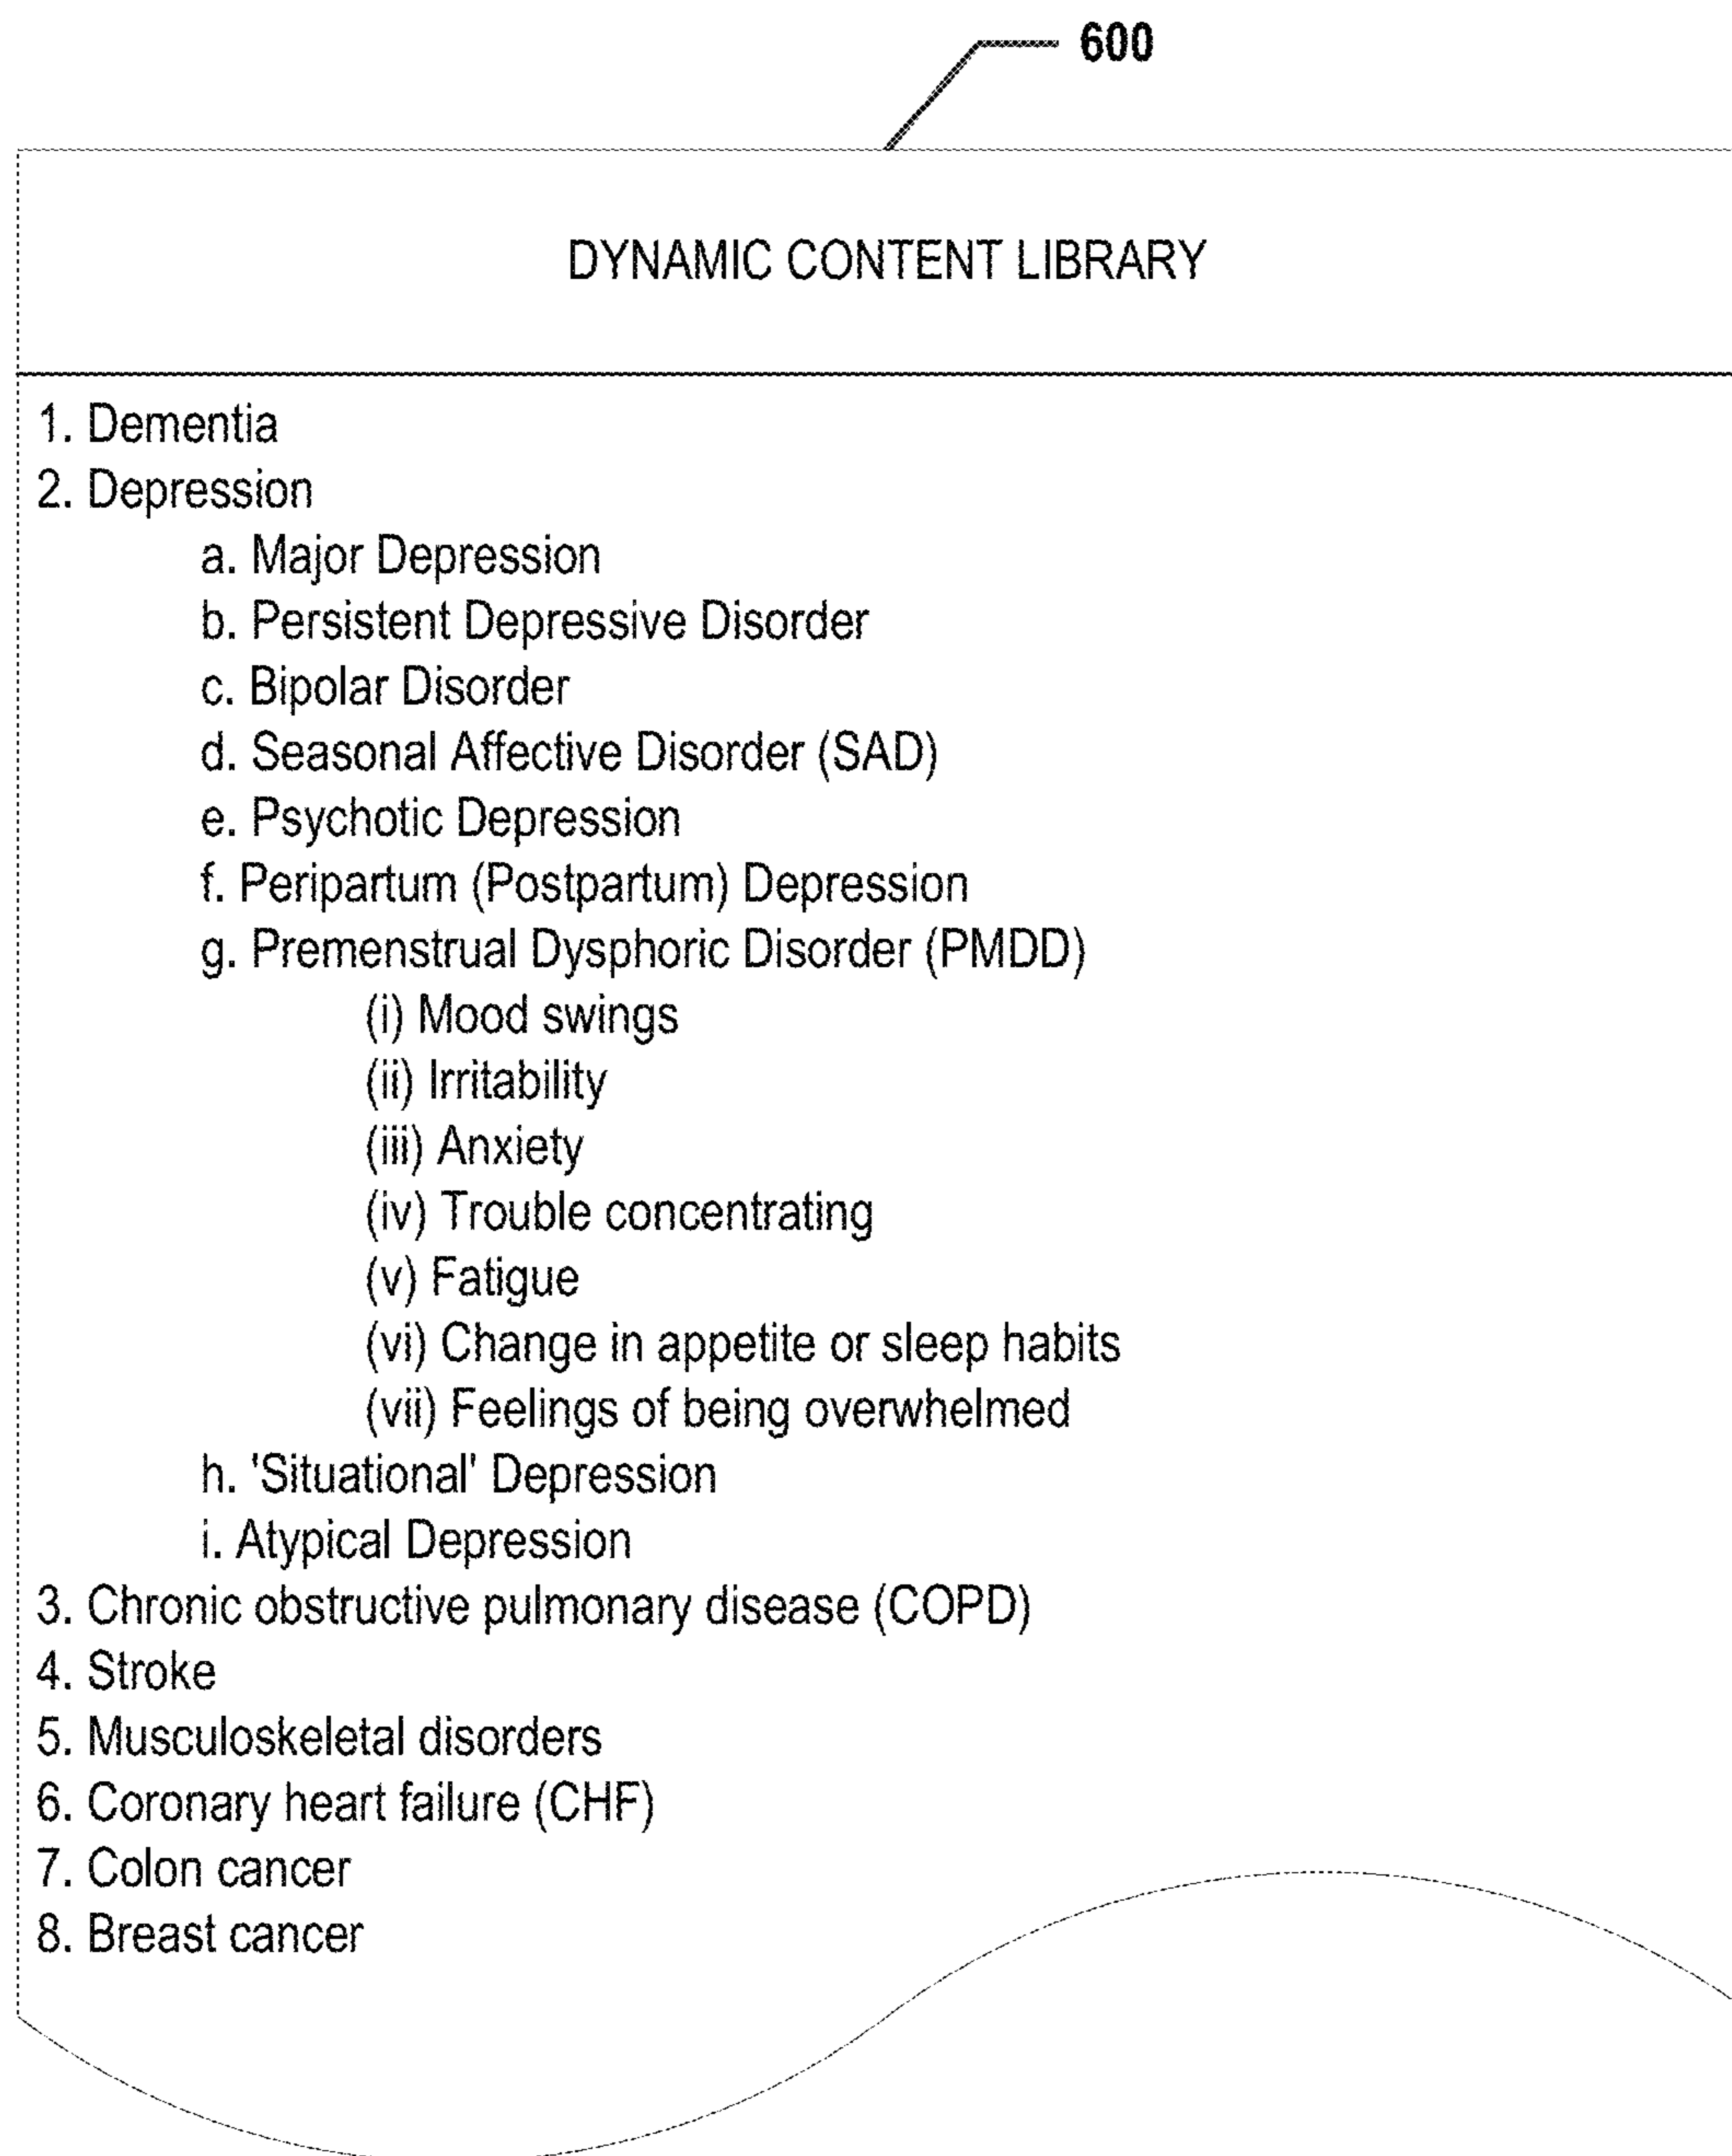 600
DYNAMIC CONTENT LIBRARY
1. Dementia
2. Depression
a. Major Depression
b. Persistent Depressive Disorder
c. Bipolar Disorder
d. Seasonal Affective Disorder (SAD)
e. Psychotic Depression
f. Peripartum (Postpartum) Depression
g. Premenstrual Dysphoric Disorder (PMDD)
(i) Mood swings
(ii) Irritability
(iii) Anxiety
(iv) Trouble concentrating
(v) Fatigue
(vi) Change in appetite or sleep habits
(vii) Feelings of being overwhelmed
h. 'Situational' Depression
i. Atypical Depression
3. Chronic obstructive pulmonary disease (COPD)
4. Stroke
5. Musculoskeletal disorders
6. Coronary heart failure (CHF)
7. Colon cancer
8. Breast cancer